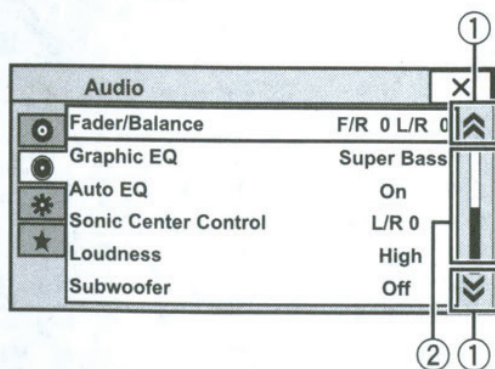 ①
Audio
Fader/Balance F/R 0 L/R 0
Graphic EQ Super Bass
Auto EQ On
Sonic Center Control L/R 0
Loudness High
Subwoofer Off
② ①